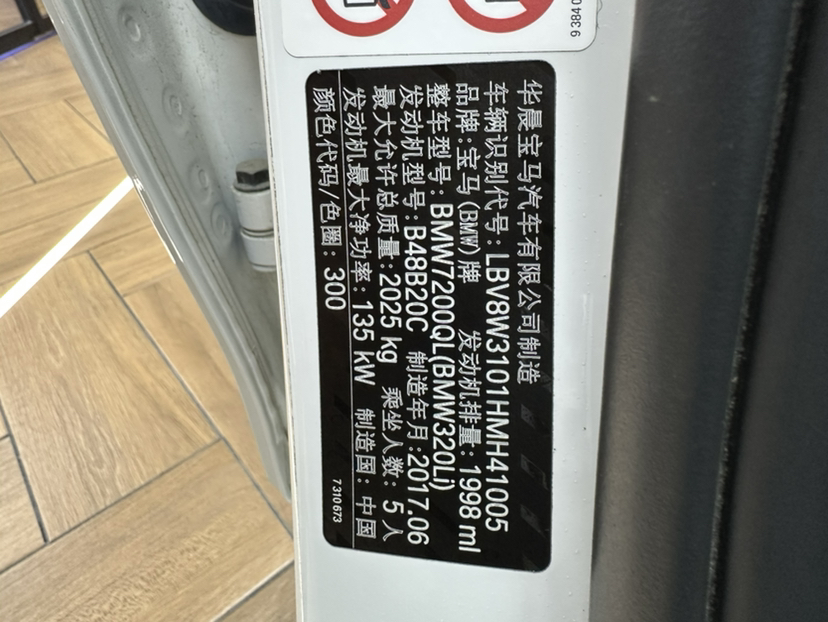 9 384 0
华晨宝马汽车有限公司制造
车辆识别代号:LBV8W3101HMH41005
品牌:宝马(BMW)牌 发动机排量:1998 ml
整车型号:BMW7200QL(BMW320Li)
发动机型号:B48B20C 制造年月:2017.06
最大允许总质量:2025 kg 乘坐人数: 5 人
发动机最大净功率:135 kW 制造国: 中国
颜色代码/色圈: 300
7 310 673